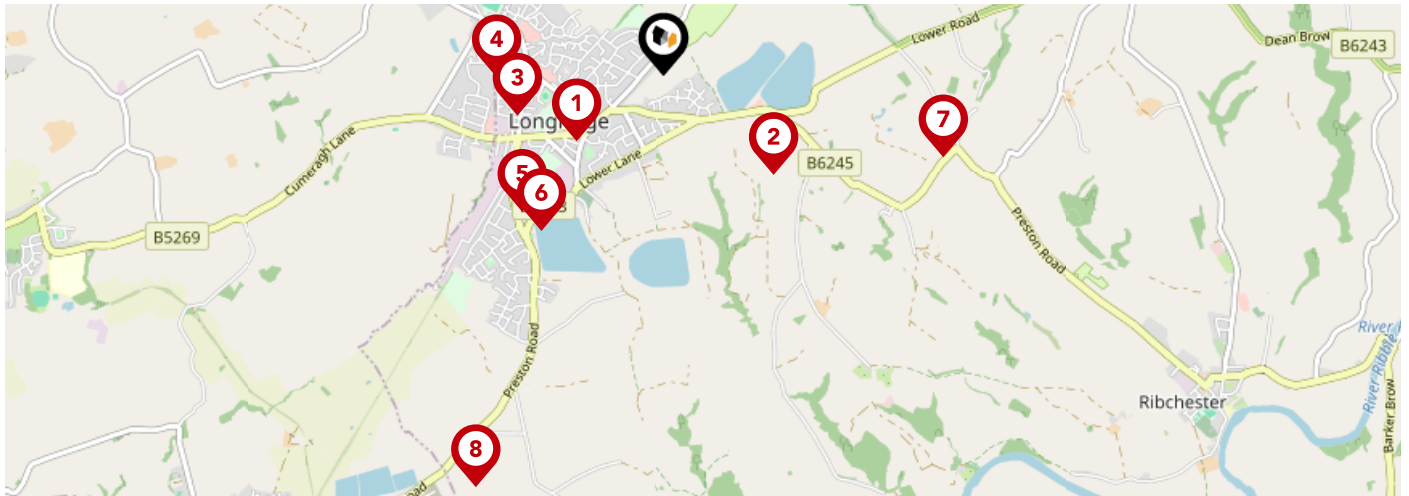 Lower Road
Dean Brow
B6243
4
3
1
Longridge
Cumeragh Lane
2
7
B6245
Lower Lane
5
6
B5269
Preston Road
Preston Road
River Ribble
Ribchester
Barker Brow
8
oad